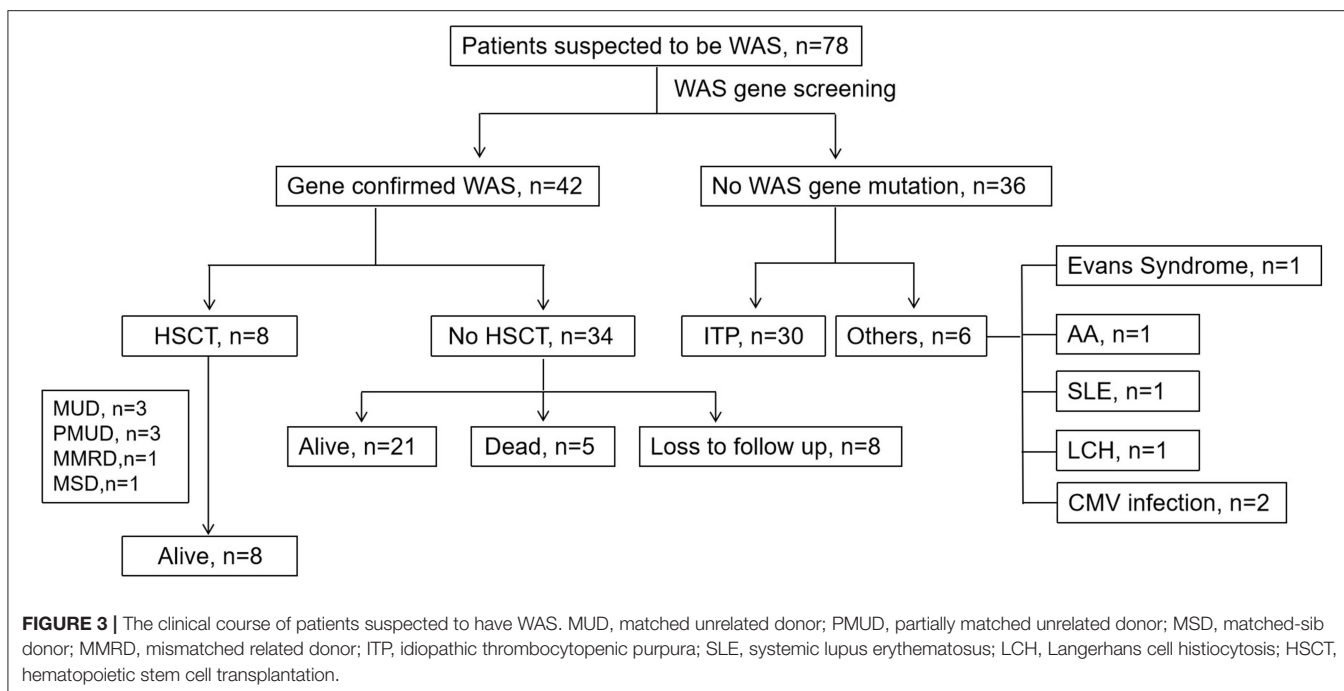 Patients suspected to be WAS, n=78
WAS gene screening
Gene confirmed WAS, n=42
No WAS gene mutation, n=36
HSCT, n=8
No HSCT, n=34
ITP, n=30
Others, n=6
Evans Syndrome, n=1
AA, n=1
SLE, n=1
LCH, n=1
CMV infection, n=2
MUD, n=3
PMUD, n=3
MMRD,n=1
MSD,n=1
Alive, n=21
Dead, n=5
Loss to follow up, n=8
Alive, n=8
FIGURE 3 | The clinical course of patients suspected to have WAS. MUD, matched unrelated donor; PMUD, partially matched unrelated donor; MSD, matched-sib
donor; MMRD, mismatched related donor; ITP, idiopathic thrombocytopenic purpura; SLE, systemic lupus erythematosus; LCH, Langerhans cell histiocytosis; HSCT,
hematopoietic stem cell transplantation.